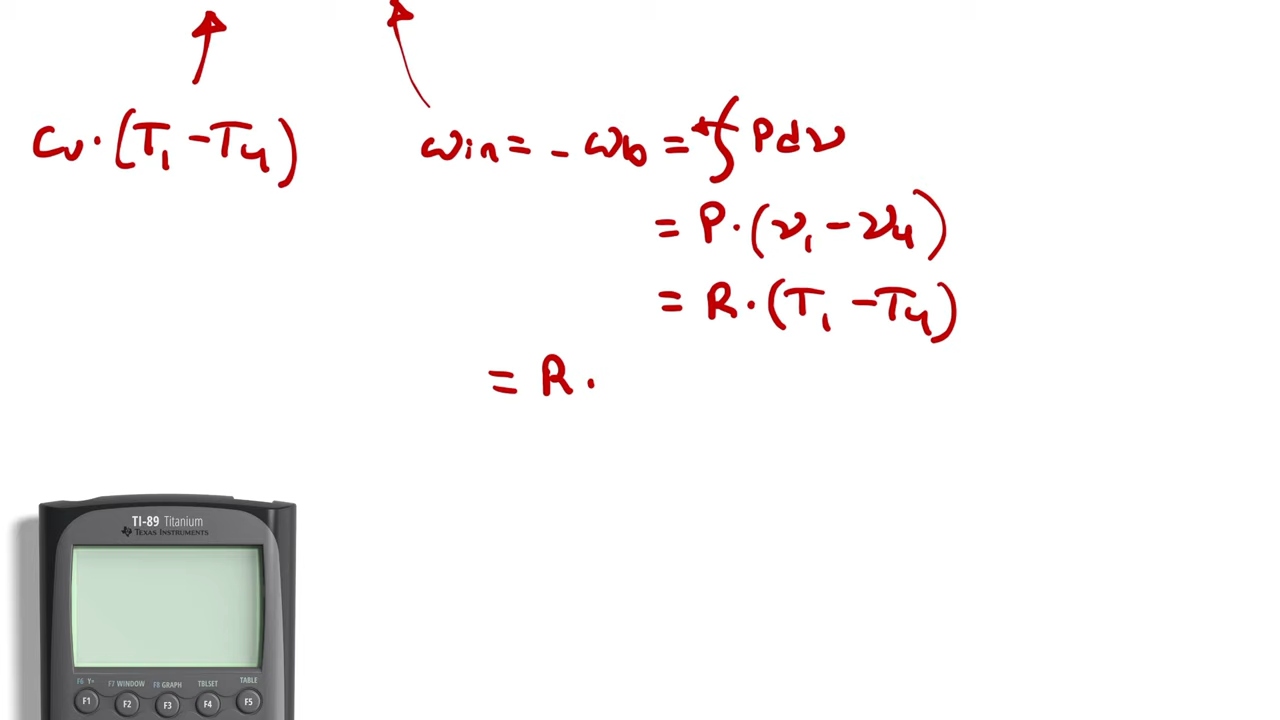 Cv·(T1 - T4)
win = - wb = +∫ P dv
= P·(v1 - v4)
= R·(T1 - T4)
= R·
TI-89 Titanium
TEXAS INSTRUMENTS
F6 Y= F7 WINDOW F8 GRAPH TBLSET TABLE
F1 F2 F3 F4 F5